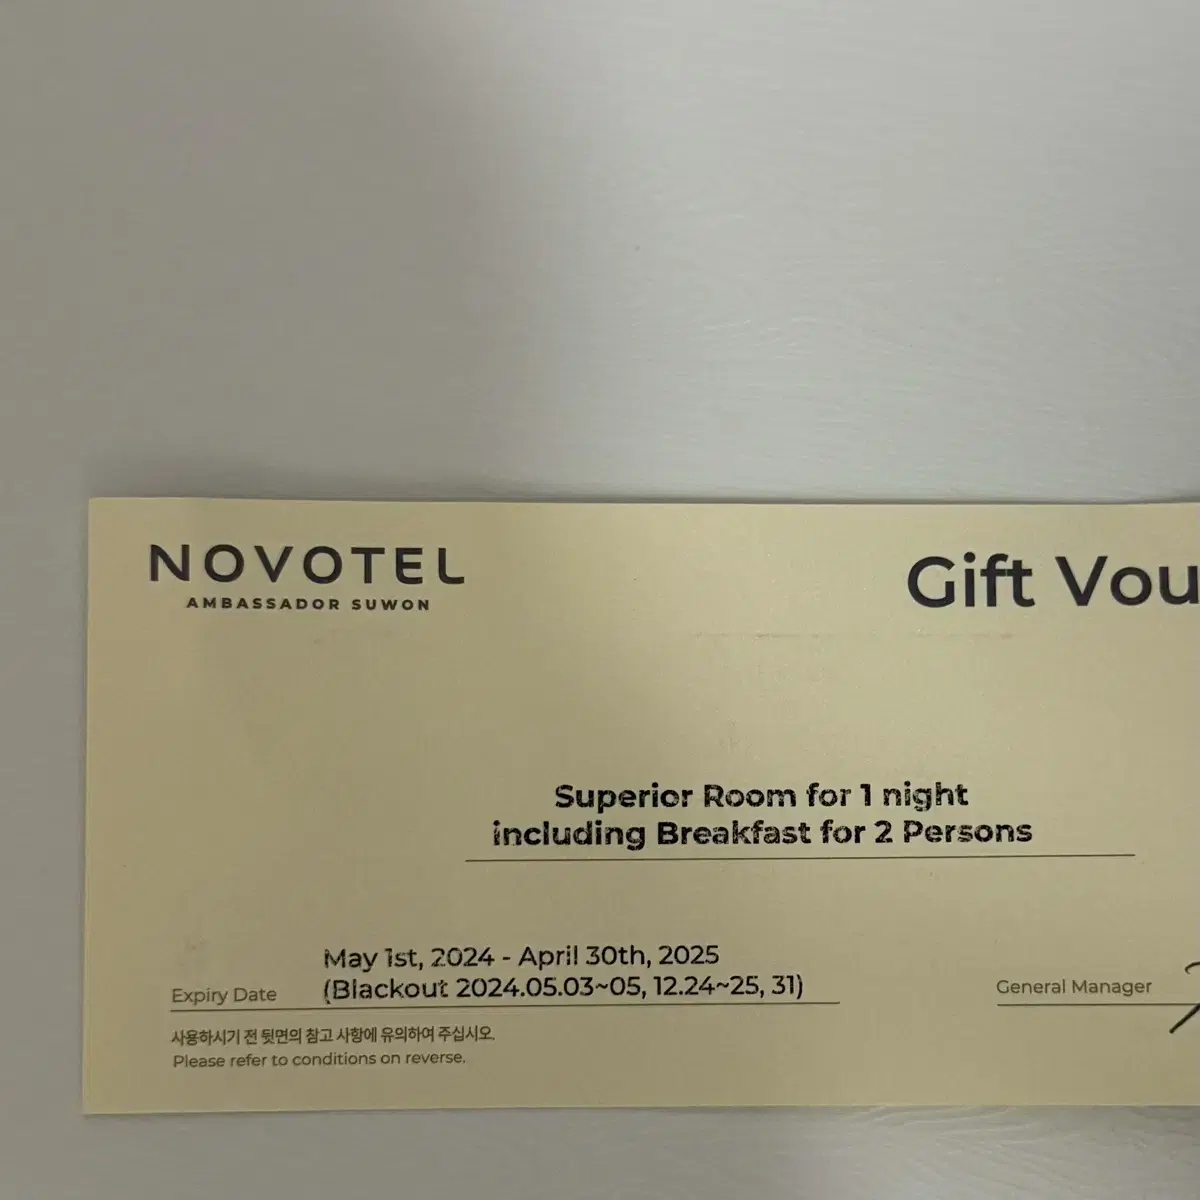 NOVOTEL
AMBASSADOR SUWON
Gift Vou
Superior Room for 1 night
including Breakfast for 2 Persons
May 1st, 2024 - April 30th, 2025
Expiry Date (Blackout 2024.05.03~05, 12.24~25, 31)
General Manager
사용하시기 전 뒷면의 참고 사항에 유의하여 주십시오.
Please refer to conditions on reverse.